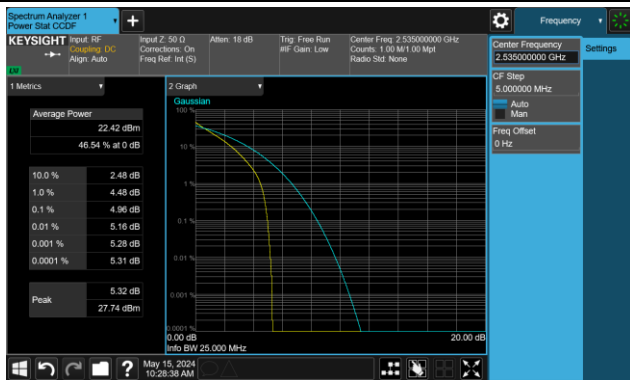 Spectrum Analyzer 1
Power Stat CCDF
Frequency
KEYSIGHT
Input: RF
Coupling: DC
Align: Auto
Input Z: 50 Ω
Corrections: On
Freq Ref: Int (S)
Atten: 18 dB
Trig: Free Run
#IF Gain: Low
Center Freq: 2.535000000 GHz
Counts: 1.00 M/1.00 Mpt
Radio Std: None
LXI
Center Frequency
2.535000000 GHz
Settings
CF Step
5.000000 MHz
Auto
Man
Freq Offset
0 Hz
1 Metrics
Average Power
22.42 dBm
46.54 % at 0 dB
10.0 % 2.48 dB
1.0 % 4.48 dB
0.1 % 4.96 dB
0.01 % 5.16 dB
0.001 % 5.28 dB
0.0001 % 5.31 dB
Peak
5.32 dB
27.74 dBm
2 Graph
Gaussian
100 %
10 %
1 %
0.1 %
0.01 %
0.001 %
0.0001 %
0.00 dB
20.00 dB
Info BW 25.000 MHz
?
May 15, 2024
10:28:38 AM